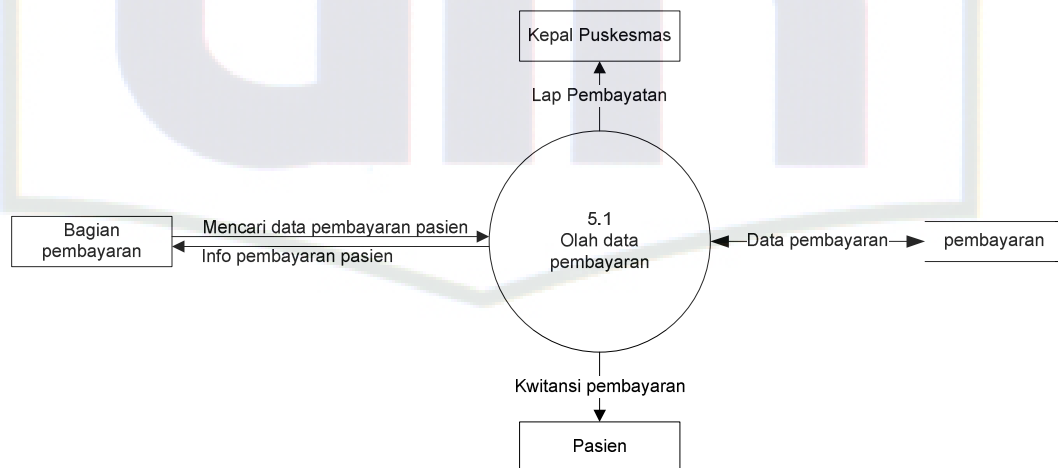 Kepal Puskesmas
Lap Pembayatan
Bagian
pembayaran
Mencari data pembayaran pasien
Info pembayaran pasien
5.1
Olah data
pembayaran
Data pembayaran
pembayaran
Kwitansi pembayaran
Pasien